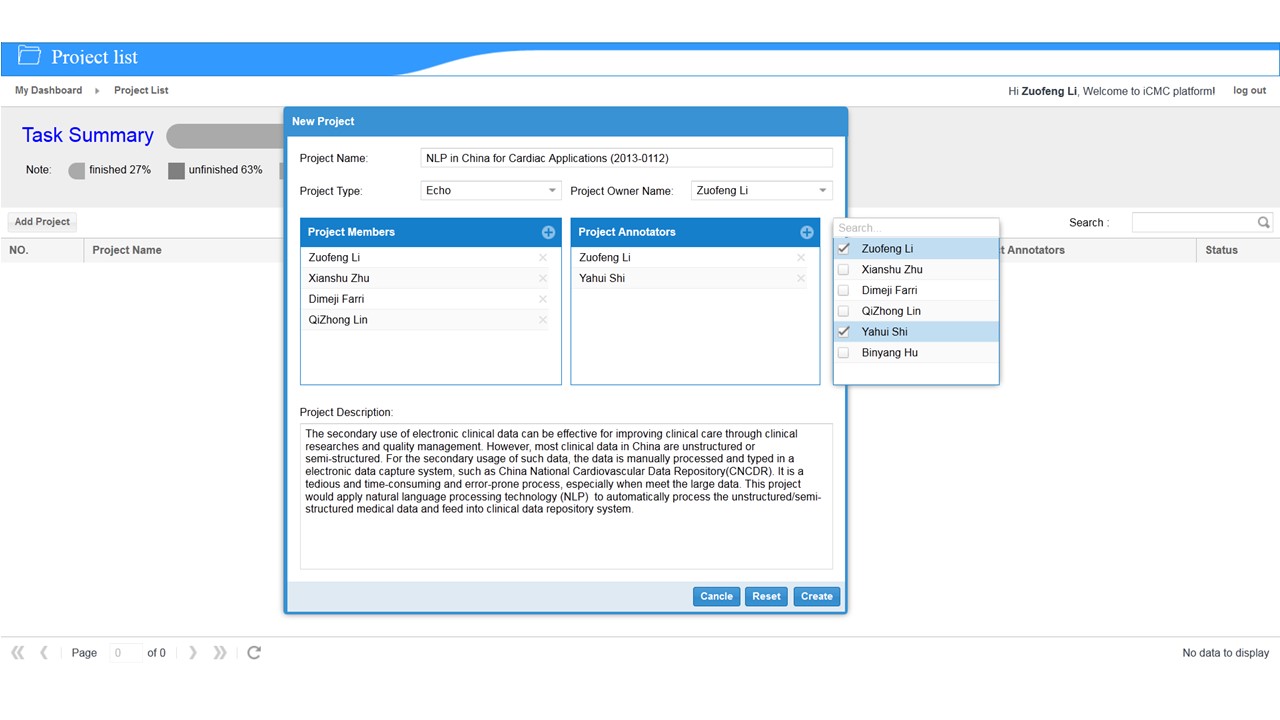 Project list
My Dashboard Project List
Hi Zuofeng Li, Welcome to iCMC platform! log out
Task Summary
Note: finished 27% unfinished 63%
New Project
Project Name: NLP in China for Cardiac Applications (2013-0112)
Project Type: Echo Project Owner Name: Zuofeng Li
Add Project
Search :
NO. Project Name t Annotators Status
Project Members
Zuofeng Li
Xianshu Zhu
Dimeji Farri
QiZhong Lin
Project Annotators
Zuofeng Li
Yahui Shi
Search...
Zuofeng Li
Xianshu Zhu
Dimeji Farri
QiZhong Lin
Yahui Shi
Binyang Hu
Project Description:
The secondary use of electronic clinical data can be effective for improving clinical care through clinical
researches and quality management. However, most clinical data in China are unstructured or
semi-structured. For the secondary usage of such data, the data is manually processed and typed in a
electronic data capture system, such as China National Cardiovascular Data Repository(CNCDR). It is a
tedious and time-consuming and error-prone process, especially when meet the large data. This project
would apply natural language processing technology (NLP) to automatically process the unstructured/semi-
structured medical data and feed into clinical data repository system.
Cancle Reset Create
Page 0 of 0
No data to display